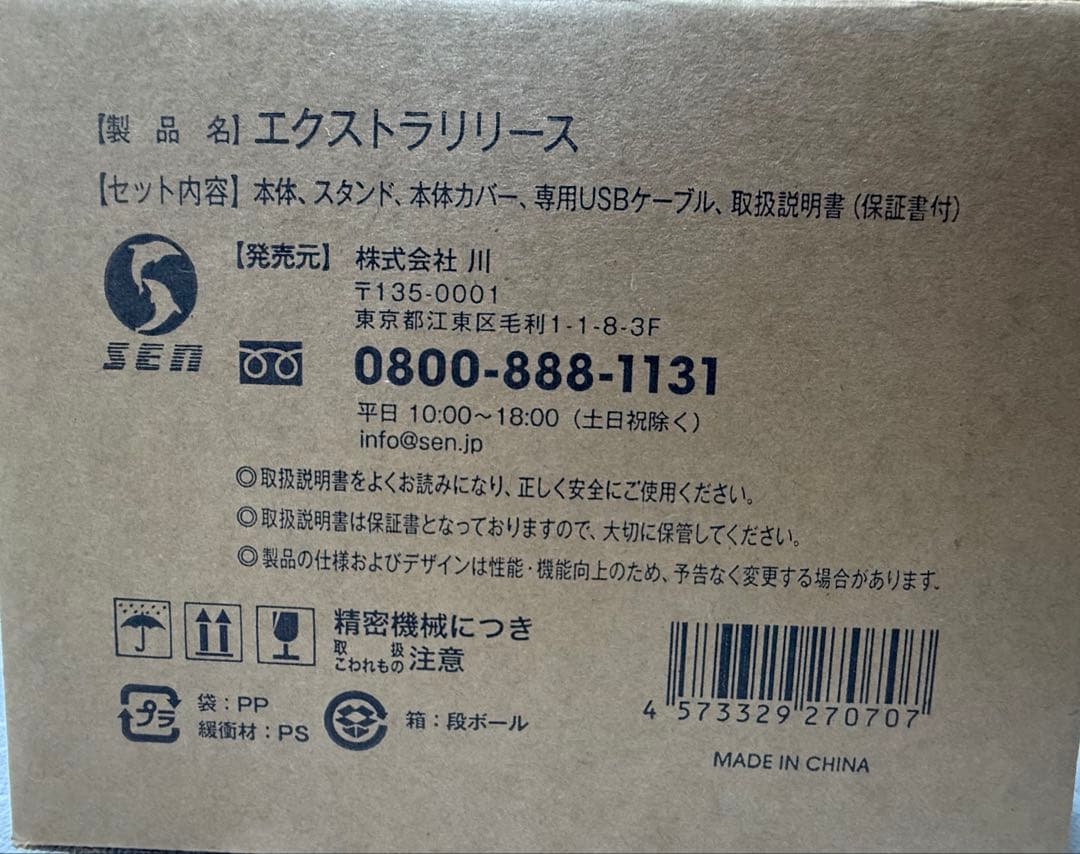 【製品名】エクストラリリース
【セット内容】本体、スタンド、本体カバー、専用USBケーブル、取扱説明書(保証書付)
SEN
【発売元】 株式会社 川
〒135-0001
東京都江東区毛利1-1-8-3F
0800-888-1131
平日 10:00〜18:00（土日祝除く）
info@sen.jp
◎取扱説明書をよくお読みになり、正しく安全にご使用ください。
◎取扱説明書は保証書となっておりますので、大切に保管してください。
◎製品の仕様およびデザインは性能・機能向上のため、予告なく変更する場合があります。
精密機械につき
こわれもの取扱注意
プラ
袋：PP
緩衝材：PS
箱：段ボール
4 573329 270707
MADE IN CHINA